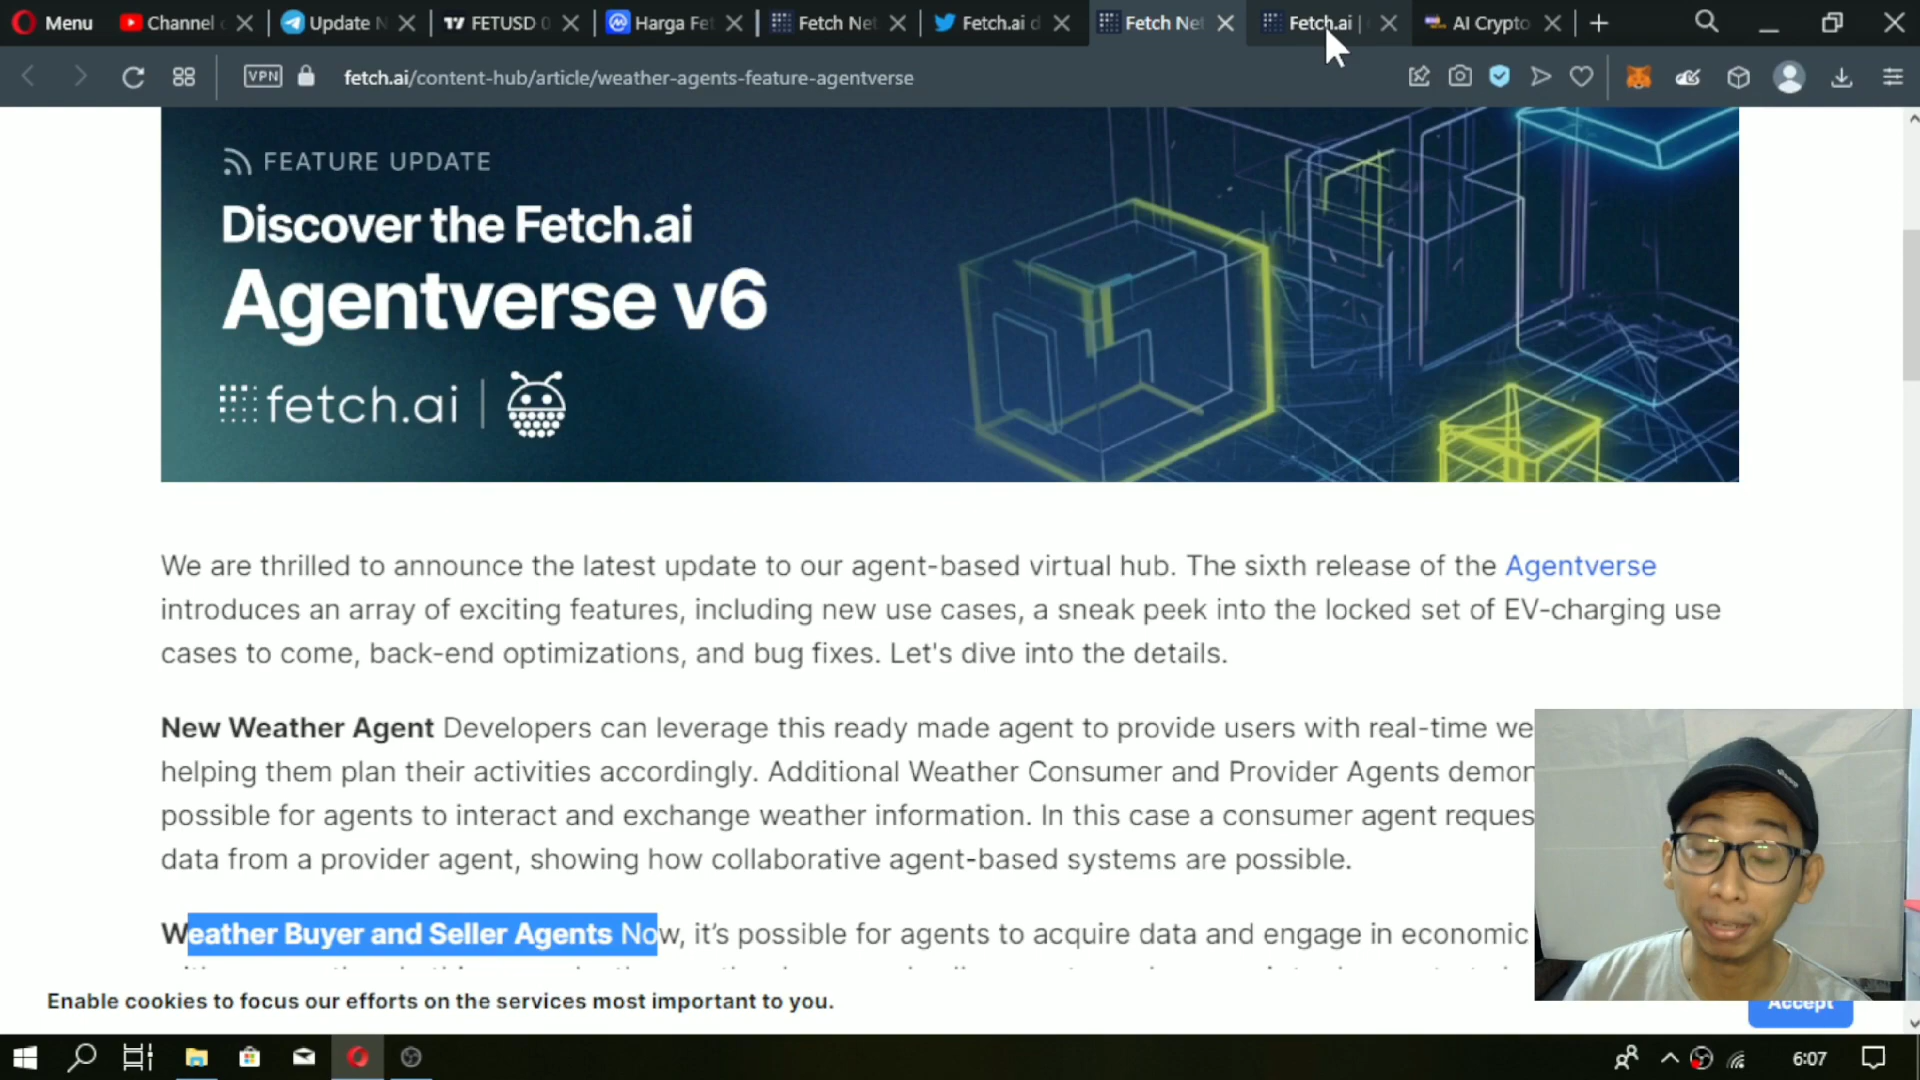 Menu
Channel
Update N
FETUSD
Harga Fet
Fetch Net
Fetch.ai d
Fetch Net
Fetch.ai |
AI Crypto
VPN
fetch.ai/content-hub/article/weather-agents-feature-agentverse
FEATURE UPDATE
Discover the Fetch.ai
Agentverse v6
fetch.ai
We are thrilled to announce the latest update to our agent-based virtual hub. The sixth release of the Agentverse
introduces an array of exciting features, including new use cases, a sneak peek into the locked set of EV-charging use
cases to come, back-end optimizations, and bug fixes. Let's dive into the details.
New Weather Agent Developers can leverage this ready made agent to provide users with real-time we
helping them plan their activities accordingly. Additional Weather Consumer and Provider Agents demon
possible for agents to interact and exchange weather information. In this case a consumer agent reques
data from a provider agent, showing how collaborative agent-based systems are possible.
Weather Buyer and Seller Agents Now, it's possible for agents to acquire data and engage in economic
Enable cookies to focus our efforts on the services most important to you.
Accept
6:07